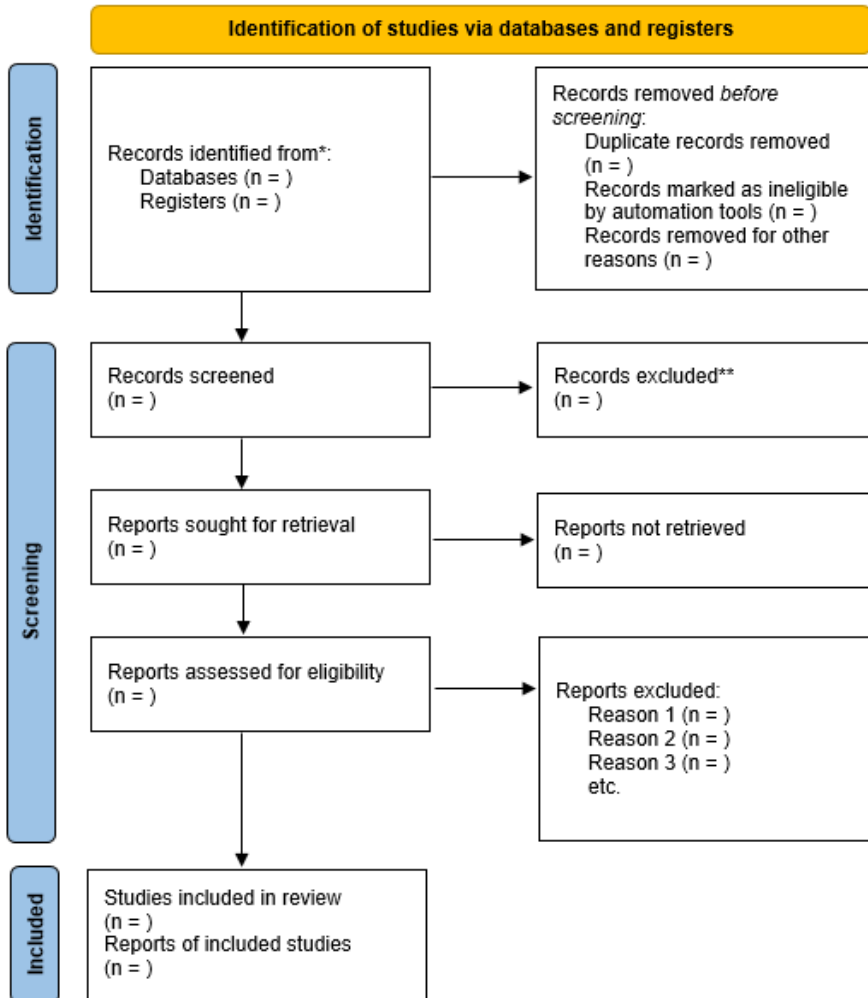 Identification of studies via databases and registers
Identification
Records identified from*:
Databases (n = )
Registers (n = )
Records removed before
screening:
Duplicate records removed
(n = )
Records marked as ineligible
by automation tools (n = )
Records removed for other
reasons (n = )
Screening
Records screened
(n = )
Records excluded**
(n = )
Reports sought for retrieval
(n = )
Reports not retrieved
(n = )
Reports assessed for eligibility
(n = )
Reports excluded:
Reason 1 (n = )
Reason 2 (n = )
Reason 3 (n = )
etc.
Included
Studies included in review
(n = )
Reports of included studies
(n = )